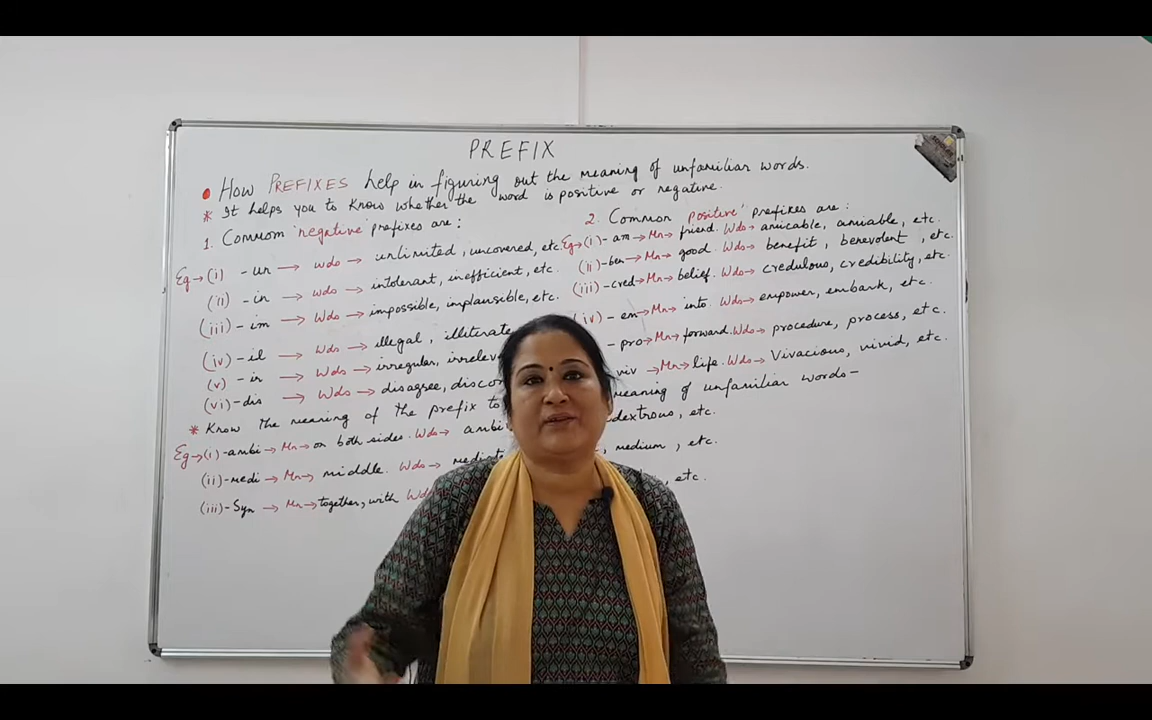 PREFIX
• How PREFIXES help in figuring out the meaning of unfamiliar words.
* It helps you to know whether the word is positive or negative.
1. Common 'negative' prefixes are :
Eg→(i) - un → Wds → unlimited, uncovered, etc.
(ii) - in → Wds → intolerant, inefficient, etc.
(iii) - im → Wds → impossible, implausible, etc.
(iv) - il → Wds → illegal, illiterate
(v) - ir → Wds → irregular,
(vi) - dis → Wds → disagree,
2. Common 'positive' prefixes are :
Eg→(i) - am → Mn → friend. Wds → amicable, amiable, etc.
(ii) - ben → Mn → good. Wds → benefit, benevolent, etc.
(iii) - cred → Mn → belief. Wds → credulous, credibility, etc.
(iv) - em → Mn → into. Wds → empower, embark, etc.
- pro → Mn → forward. Wds → procedure, process, etc.
viv → Mn → life. Wds → Vivacious, vivid, etc.
* Know the meaning of the prefix to meaning of unfamiliar words -
Eg→(i) - ambi → Mn → on both sides. Wds → dextrous, etc.
(ii) - medi → Mn → middle. Wds → medium, etc.
(iii) - Syn → Mn → together, with Wds etc.